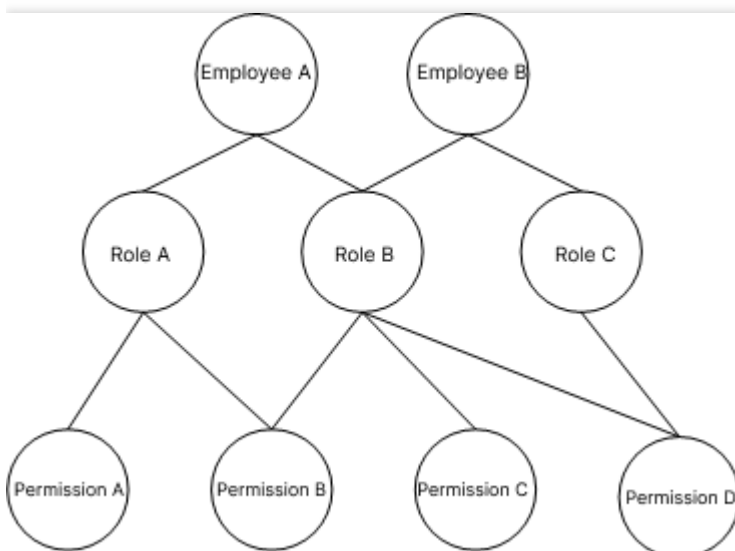 Employee A
Employee B
Role A
Role B
Role C
Permission A
Permission B
Permission C
Permission D